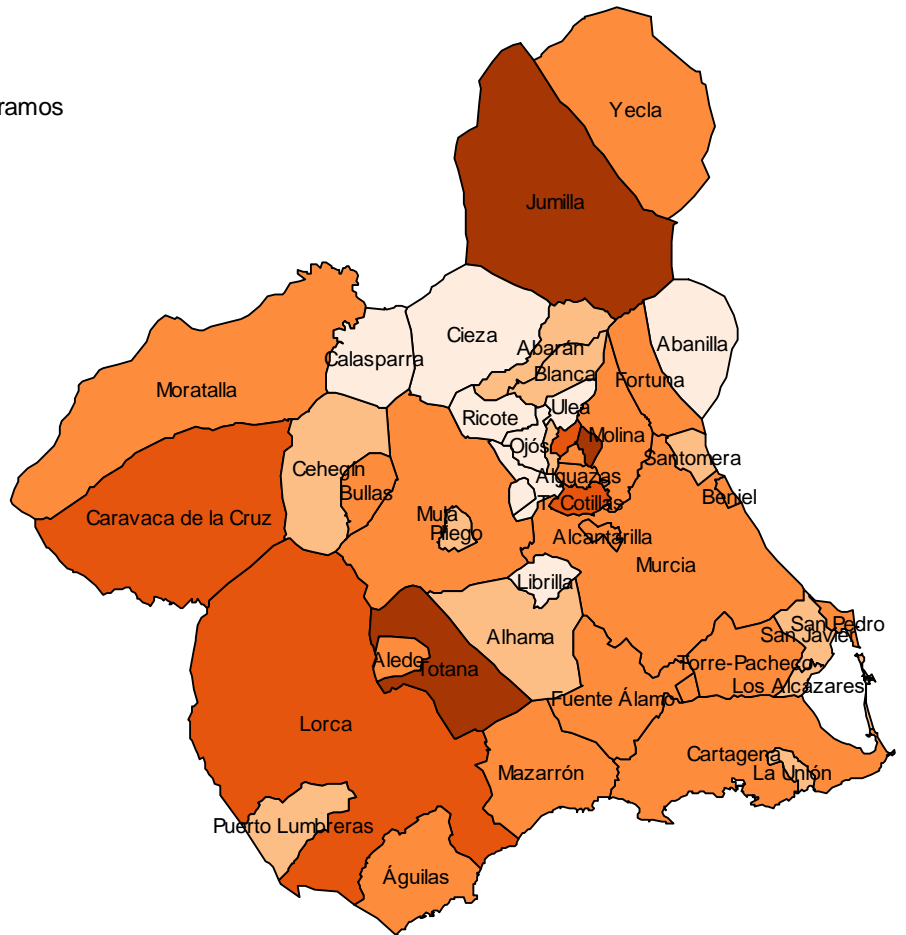 ramos
Yecla
Jumilla
Cieza
Calasparra
Abarán
Abanilla
Blanca
Fortuna
Moratalla
Ricote
Ulea
Ojós
Molina
Santomera
Cehegín
Bullas
Alguazas
T. Cotillas
Beniel
Caravaca de la Cruz
Mula
Pliego
Alcantarilla
Murcia
Librilla
Alhama
San Pedro
San Javier
Aledo
Totana
Torre-Pacheco
Los Alcázares
Fuente Álamo
Lorca
Cartagena
La Unión
Mazarrón
Puerto Lumbreras
Águilas